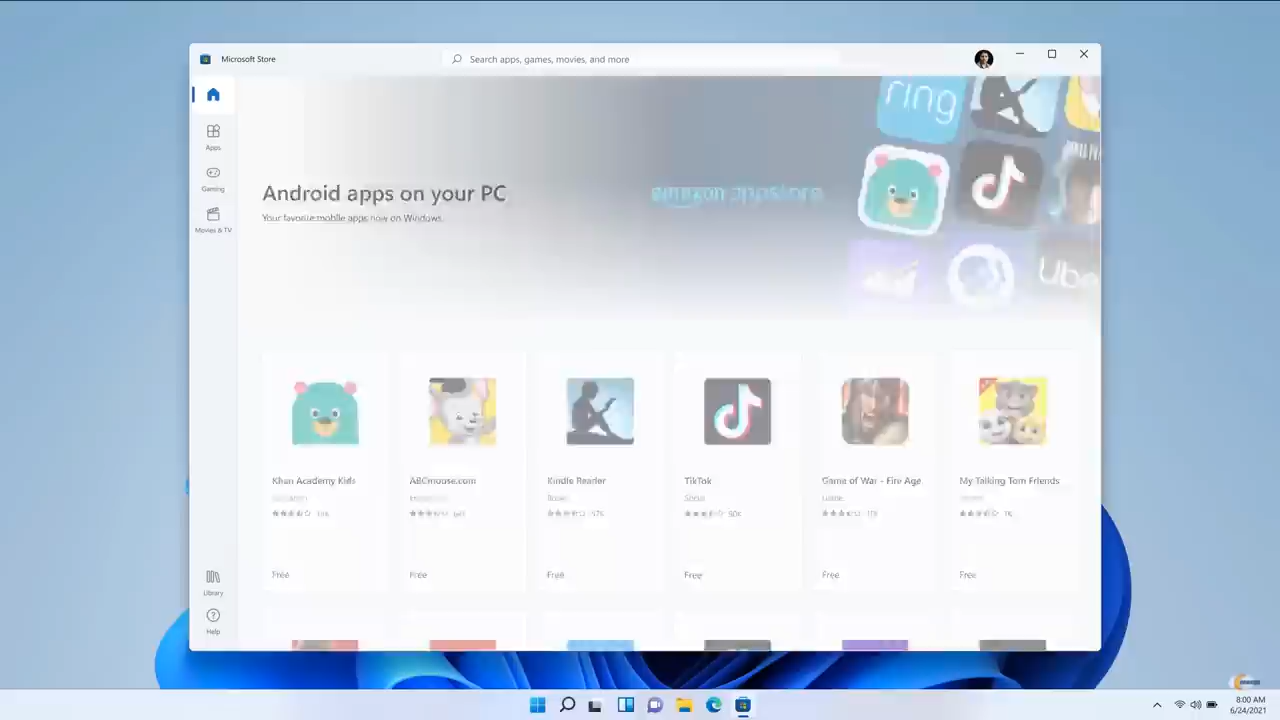 Microsoft Store
Search apps, games, movies, and more
Apps
Gaming
Movies & TV
Library
Help
ring
Android apps on your PC
amazon appstore
Your favorite mobile apps now on Windows.
Uber
Khan Academy Kids
ABCmouse.com
Kindle Reader
TikTok
Game of War - Fire Age
My Talking Tom Friends
Books
Social
Free
Free
Free
Free
Free
Free
8:00 AM
6/24/2021